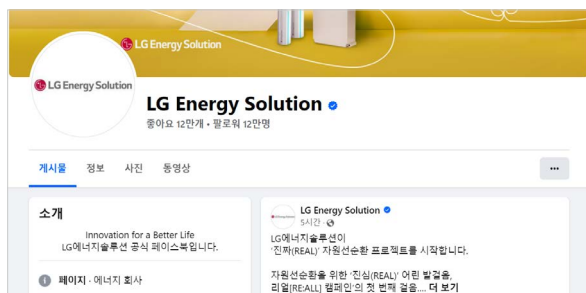 LG Energy Solution
LG Energy Solution
LG Energy Solution
좋아요 12만개 • 팔로워 12만명
게시물 정보 사진 동영상
소개
Innovation for a Better Life
LG에너지솔루션 공식 페이스북입니다.
페이지 · 에너지 회사
LG Energy Solution
5시간 ·
LG에너지솔루션이
'진짜(REAL)' 자원선순환 프로젝트를 시작합니다.
자원선순환을 위한 '진심(REAL)' 어린 발걸음,
리얼[RE:ALL] 캠페인'의 첫 번째 걸음.... 더 보기